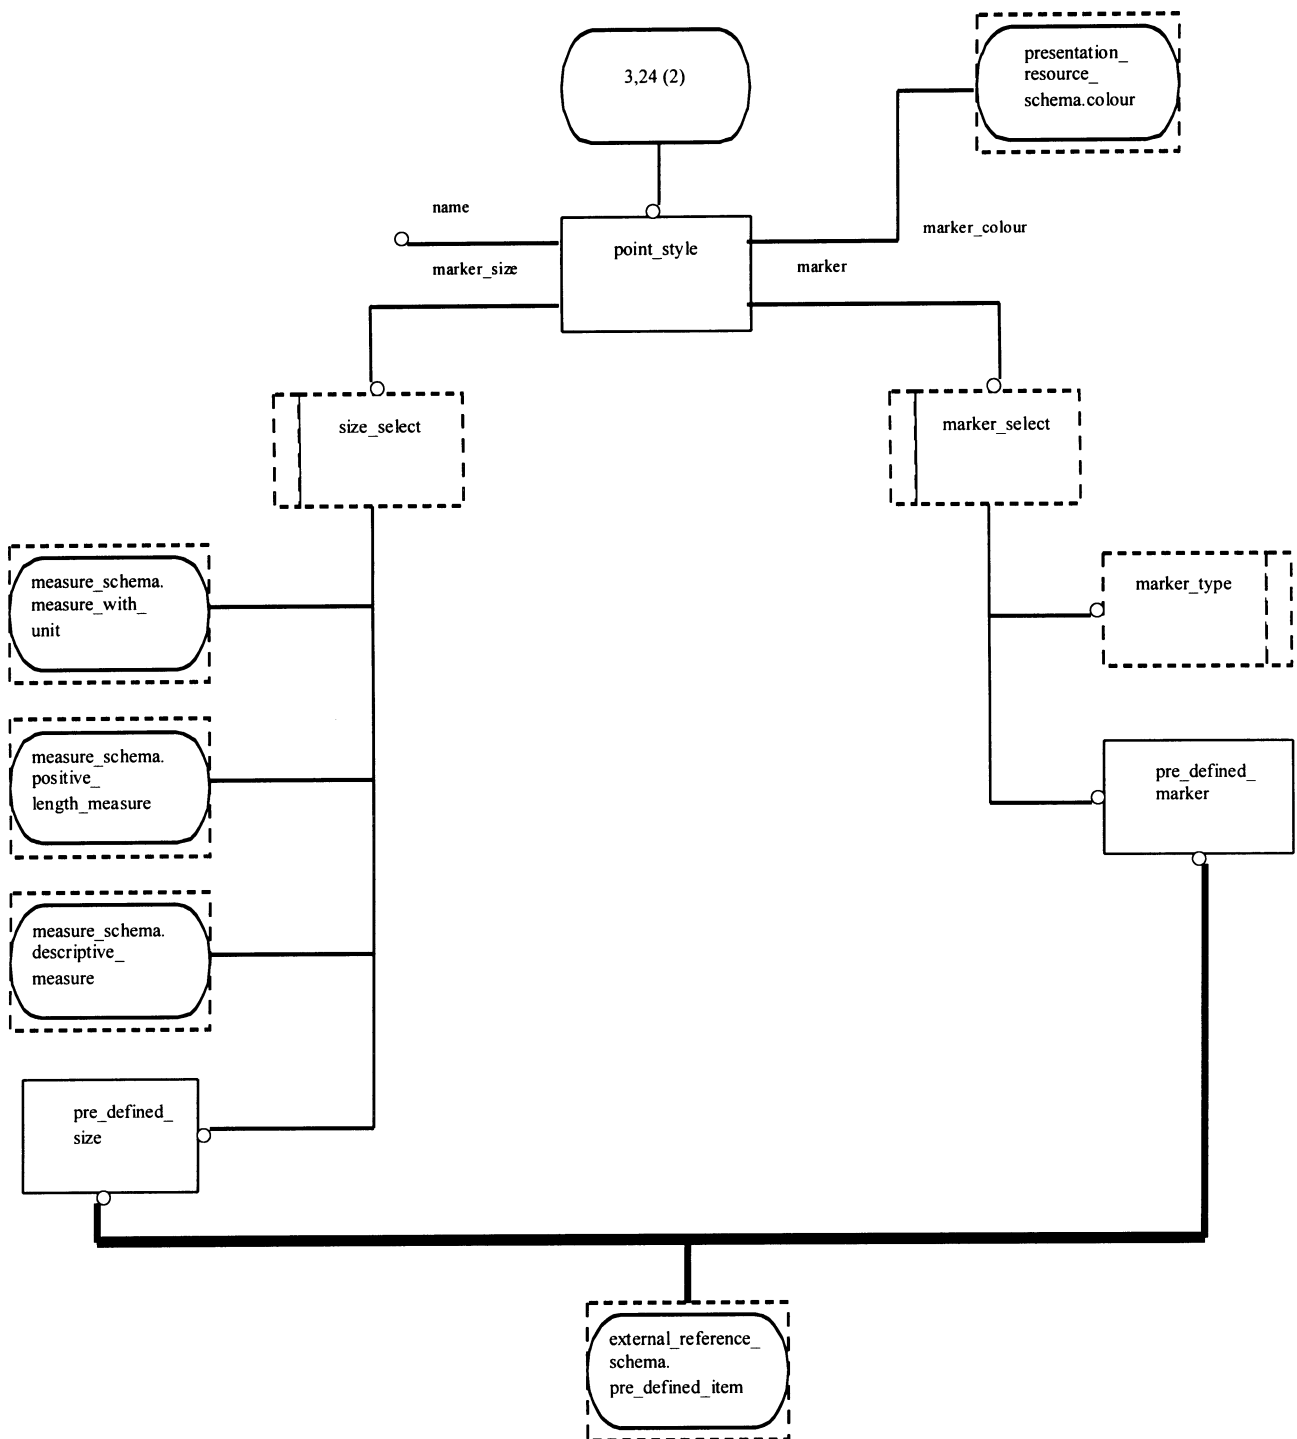 3,24 (2)
presentation_
resource_
schema.colour
name
point_style
marker_colour
marker_size
marker
size_select
marker_select
measure_schema.
measure_with_
unit
marker_type
measure_schema.
positive_
length_measure
pre_defined_
marker
measure_schema.
descriptive_
measure
pre_defined_
size
external_reference_
schema.
pre_defined_item